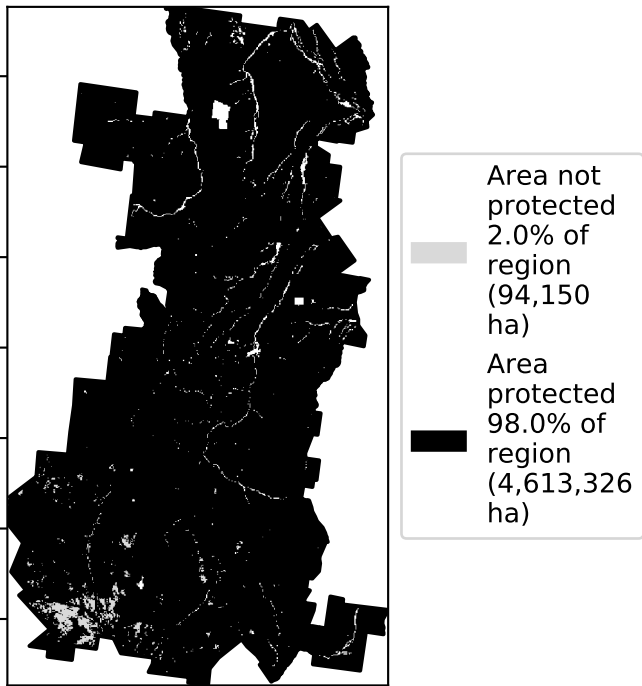 Area not
protected
2.0% of
region
(94,150
ha)
Area
protected
98.0% of
region
(4,613,326
ha)